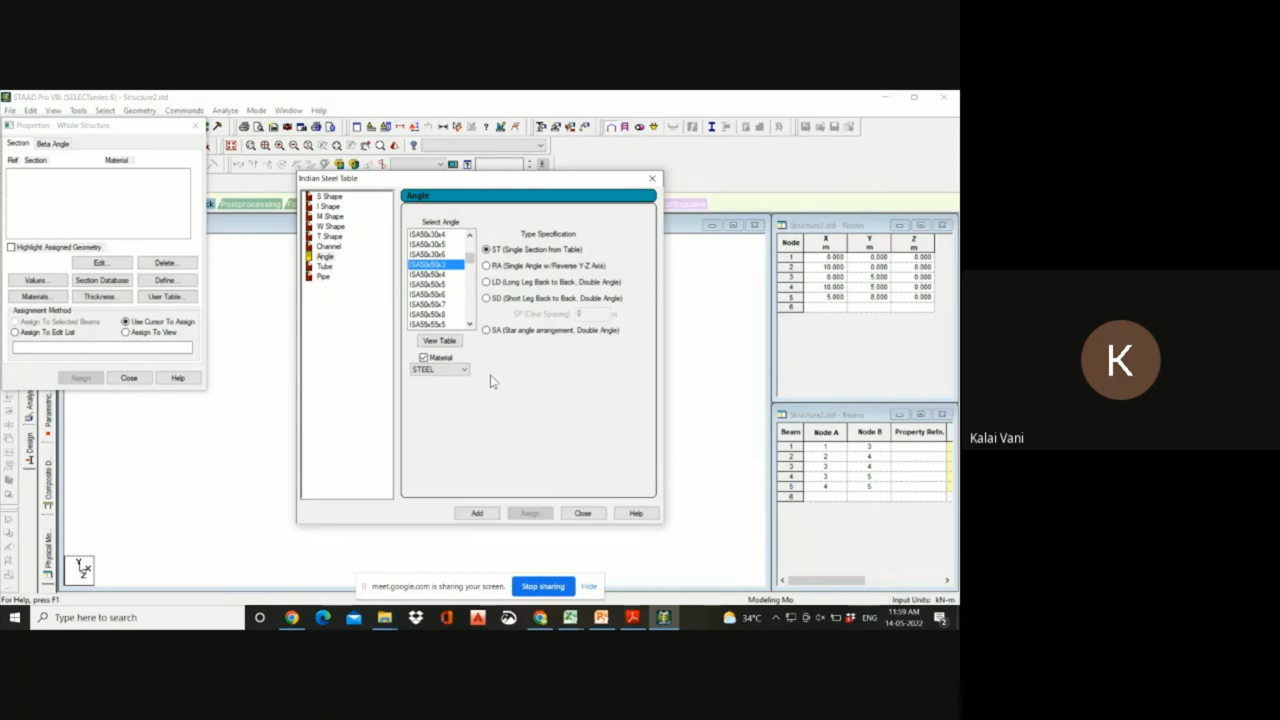 STAAD.Pro V8i (SELECTseries 6) - Structure2.std
File Edit View Tools Select Geometry Commands Analyze Mode Window Help
Properties - Whole Structure
Section Beta Angle
Ref Section Material
Highlight Assigned Geometry
Edit... Delete...
Values... Section Database Define...
Materials... Thickness... User Table...
Assignment Method
Assign To Selected Beams Use Cursor To Assign
Assign To Edit List Assign To View
Assign Close Help
Postprocessing
Indian Steel Table
S Shape
I Shape
M Shape
W Shape
T Shape
Channel
Angle
Tube
Pipe
Angle
Select Angle
ISA50x30x4
ISA50x30x5
ISA50x30x6
ISA50x50x3
ISA50x50x4
ISA50x50x5
ISA50x50x6
ISA50x50x7
ISA50x50x8
ISA55x55x5
View Table
Material
STEEL
Type Specification
ST (Single Section from Table)
RA (Single Angle w/Reverse Y-Z Axis)
LD (Long Leg Back to Back, Double Angle)
SD (Short Leg Back to Back, Double Angle)
SP (Clear Spacing) 0 m
SA (Star angle arrangement, Double Angle)
Add Assign Close Help
Structure2.std - Nodes
Node X m Y m Z m
1 0.000 0.000 0.000
2 10.000 0.000 0.000
3 0.000 5.000 0.000
4 10.000 5.000 0.000
5 5.000 8.000 0.000
6
Structure2.std - Beams
Beam Node A Node B Property Refn.
1 1 3
2 2 4
3 3 4
4 3 5
5 4 5
6
Design
Composite D
Physical Me
Y X Z
meet.google.com is sharing your screen. Stop sharing Hide
For Help, press F1
Modeling Mo Input Units: kN-m
Type here to search
34°C ENG
11:59 AM
14-05-2022
2
K
Kalai Vani